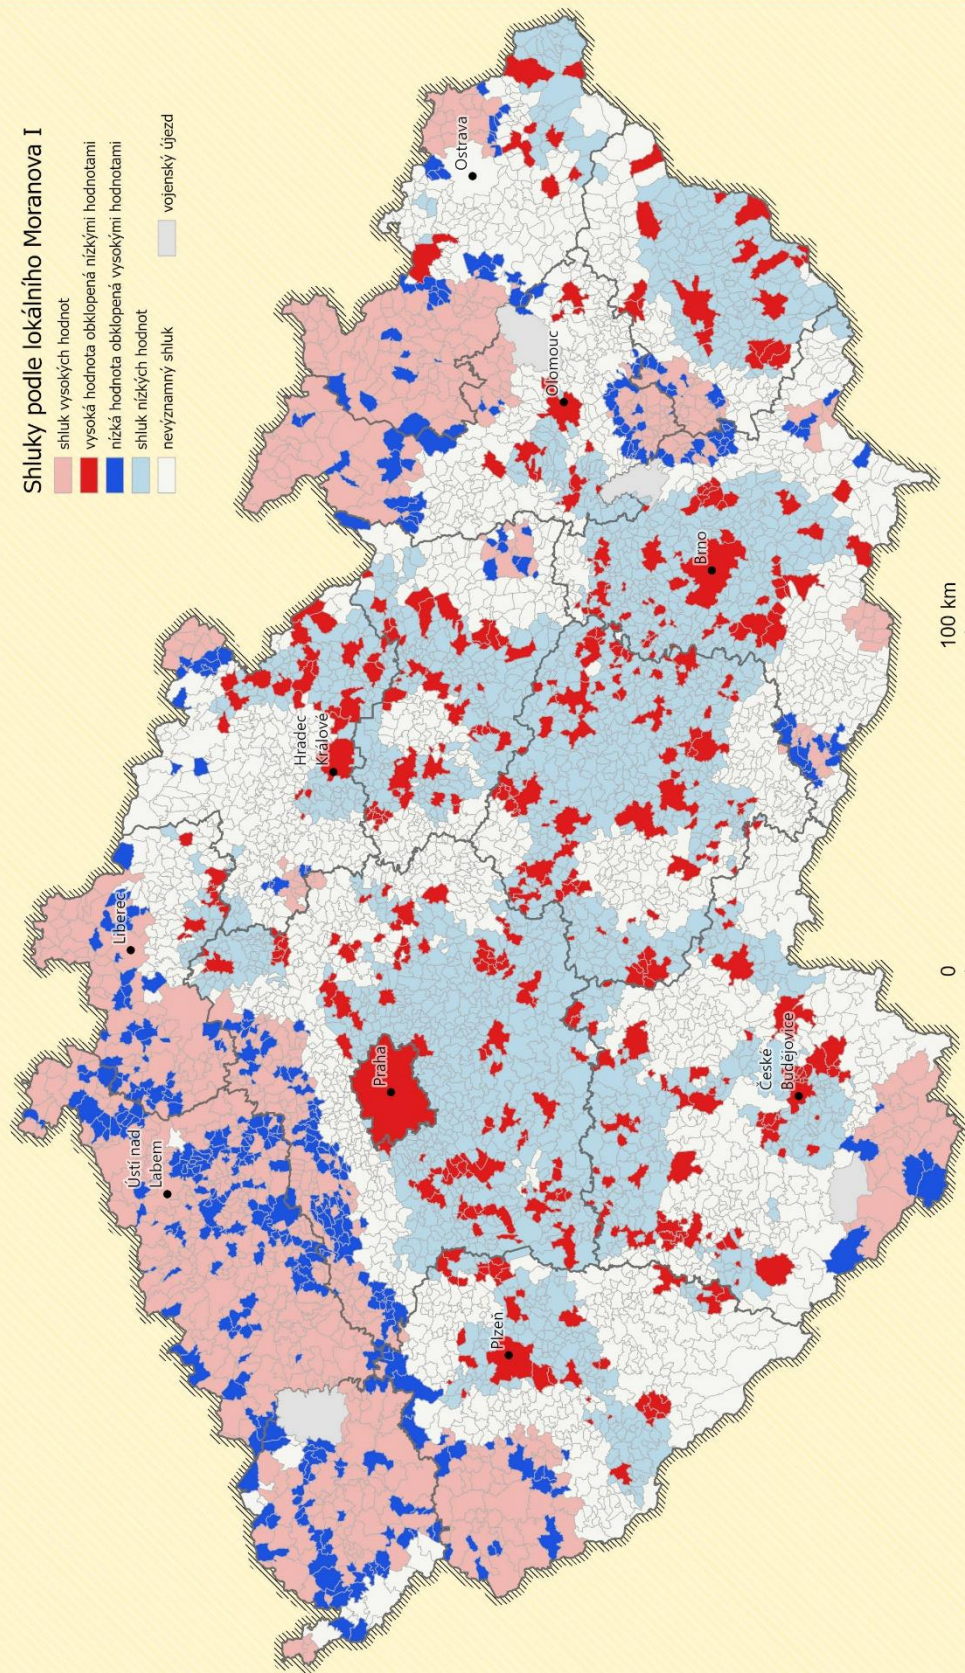 Shluky podle lokálního Moranova I
shluk vysokých hodnot
vysoká hodnota obklopená nízkými hodnotami
nízká hodnota obklopená vysokými hodnotami
shluk nízkých hodnot
nevýznamný shluk
vojenský újezd
Liberec
Ústí nad
Labem
Hradec
Králové
Praha
Ostrava
Plzeň
Olomouc
Brno
České
Budějovice
0
100 km